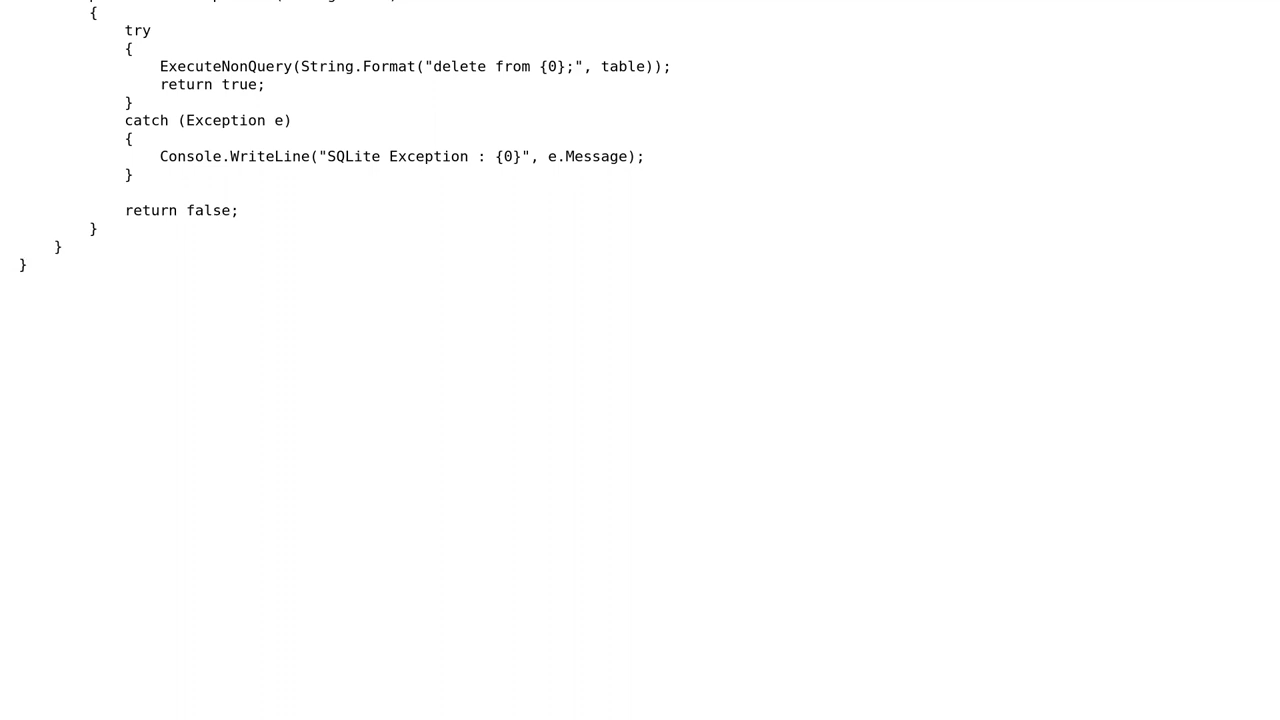 {
try
{
ExecuteNonQuery(String.Format("delete from {0};", table));
return true;
}
catch (Exception e)
{
Console.WriteLine("SQLite Exception : {0}", e.Message);
}
return false;
}
}
}